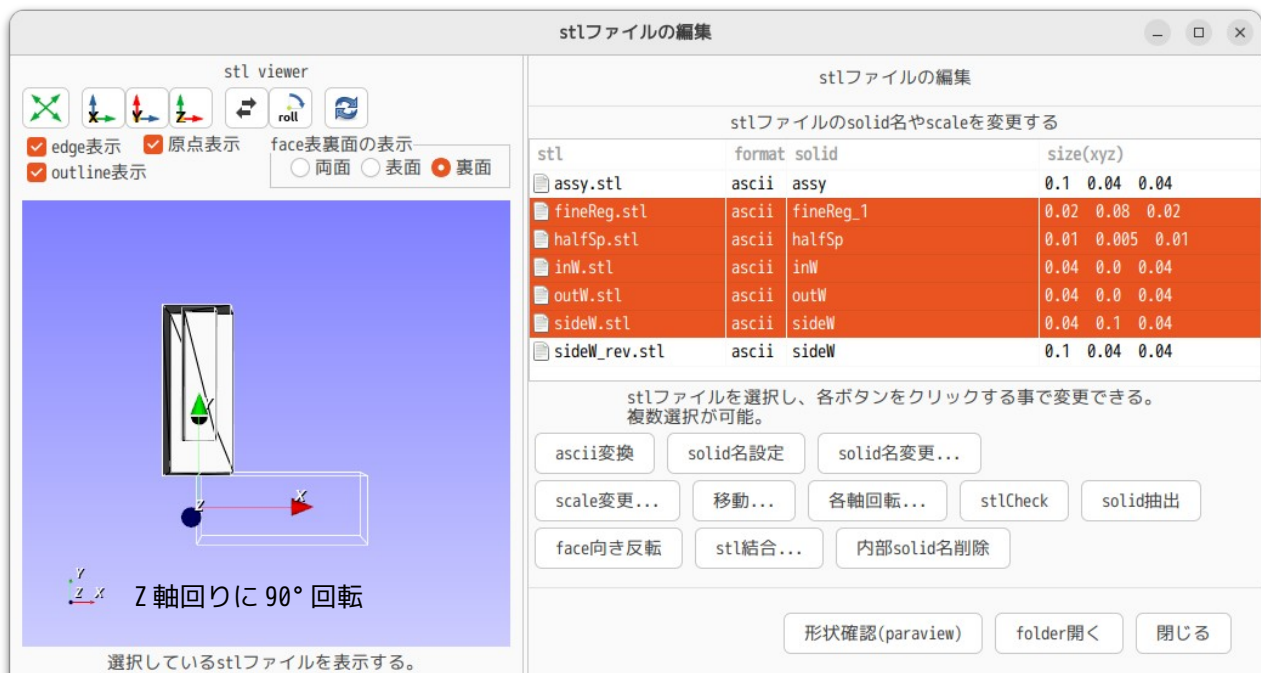 stlファイルの編集
stl viewer
X
Y
Z
roll
edge表示
原点表示
outline表示
face表裏面の表示
両面
表面
裏面
Y
Z
X
Y
Z X
Z 軸回りに 90° 回転
選択しているstlファイルを表示する。
stlファイルの編集
stlファイルのsolid名やscaleを変更する
stl format solid size(xyz)
assy.stl ascii assy 0.1 0.04 0.04
fineReg.stl ascii fineReg_1 0.02 0.08 0.02
halfSp.stl ascii halfSp 0.01 0.005 0.01
inW.stl ascii inW 0.04 0.0 0.04
outW.stl ascii outW 0.04 0.0 0.04
sideW.stl ascii sideW 0.04 0.1 0.04
sideW_rev.stl ascii sideW 0.1 0.04 0.04
stlファイルを選択し、各ボタンをクリックする事で変更できる。
複数選択が可能。
ascii変換 solid名設定 solid名変更...
scale変更... 移動... 各軸回転... stlCheck solid抽出
face向き反転 stl結合... 内部solid名削除
形状確認(paraview) folder開く 閉じる